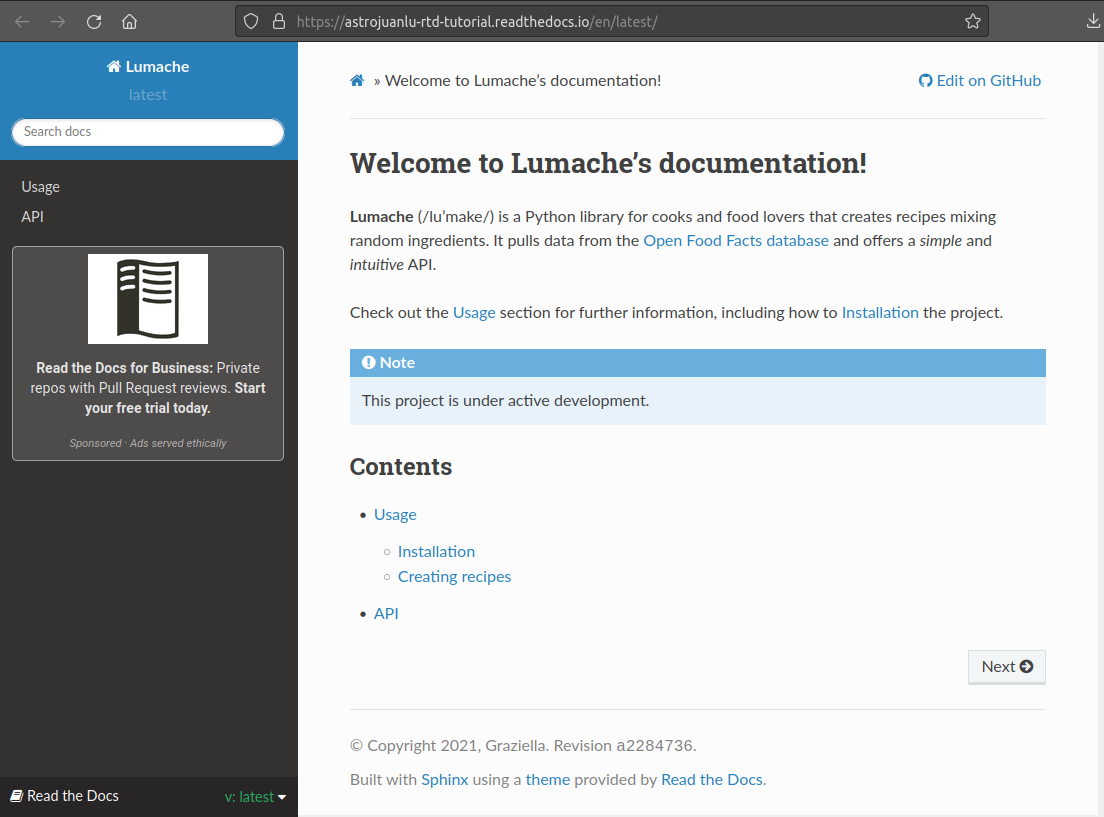 https://astrojuanlu-rtd-tutorial.readthedocs.io/en/latest/
Lumache
latest
Search docs
Usage
API
Read the Docs for Business: Private
repos with Pull Request reviews. Start
your free trial today.
Sponsored · Ads served ethically
Read the Docs
v: latest
» Welcome to Lumache’s documentation!
Edit on GitHub
Welcome to Lumache’s documentation!
Lumache (/lu’make/) is a Python library for cooks and food lovers that creates recipes mixing
random ingredients. It pulls data from the Open Food Facts database and offers a simple and
intuitive API.
Check out the Usage section for further information, including how to Installation the project.
Note
This project is under active development.
Contents
• Usage
○ Installation
○ Creating recipes
• API
Next
© Copyright 2021, Graziella. Revision a2284736.
Built with Sphinx using a theme provided by Read the Docs.